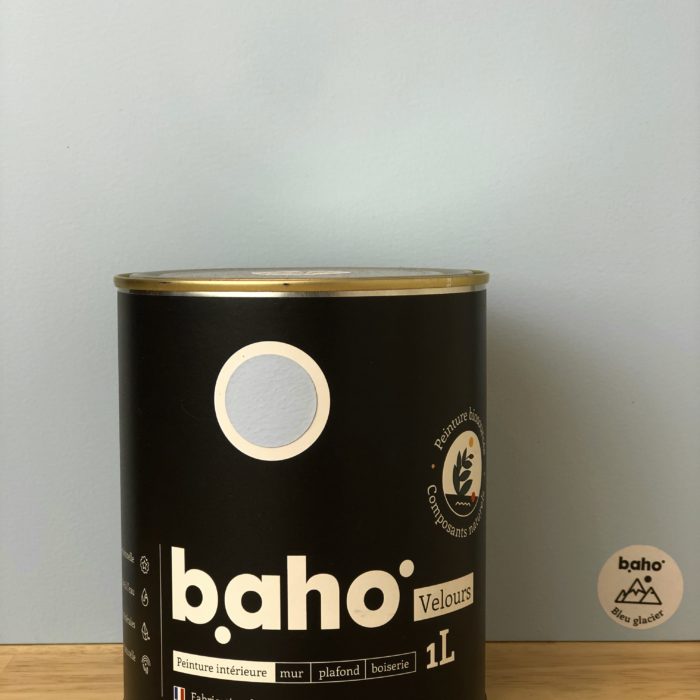 Peinture biosourcée
Composants naturels
baho
Velours
1L
Peinture intérieure mur plafond boiserie
baho
Bleu glacier